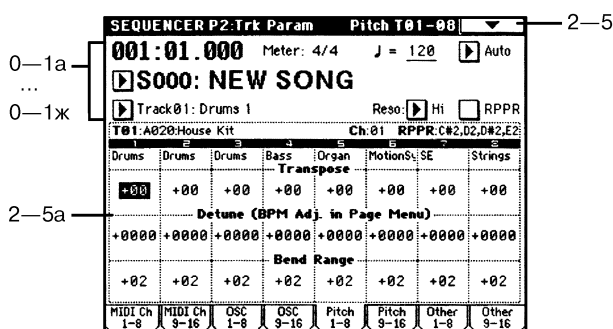 SEQUENCER P2:Trk Param Pitch T01-08
2—5
001:01.000 Meter: 4/4 ♩ = 120 Auto
0—1а
S000: NEW SONG
...
0—1ж
Track01: Drums 1 Reso: Hi RPPR
T01:A020:House Kit Ch:01 RPPR:C#2,D2,D#2,E2
1 2 3 4 5 6 7 8
Drums Drums Drums Bass Organ MotionSy SE Strings
Transpose
+00 +00 +00 +00 +00 +00 +00 +00
2—5а
Detune (BPM Adj. in Page Menu)
+0000 +0000 +0000 +0000 +0000 +0000 +0000 +0000
Bend Range
+02 +02 +02 +02 +02 +02 +02 +02
MIDI Ch 1-8 MIDI Ch 9-16 OSC 1-8 OSC 9-16 Pitch 1-8 Pitch 9-16 Other 1-8 Other 9-16